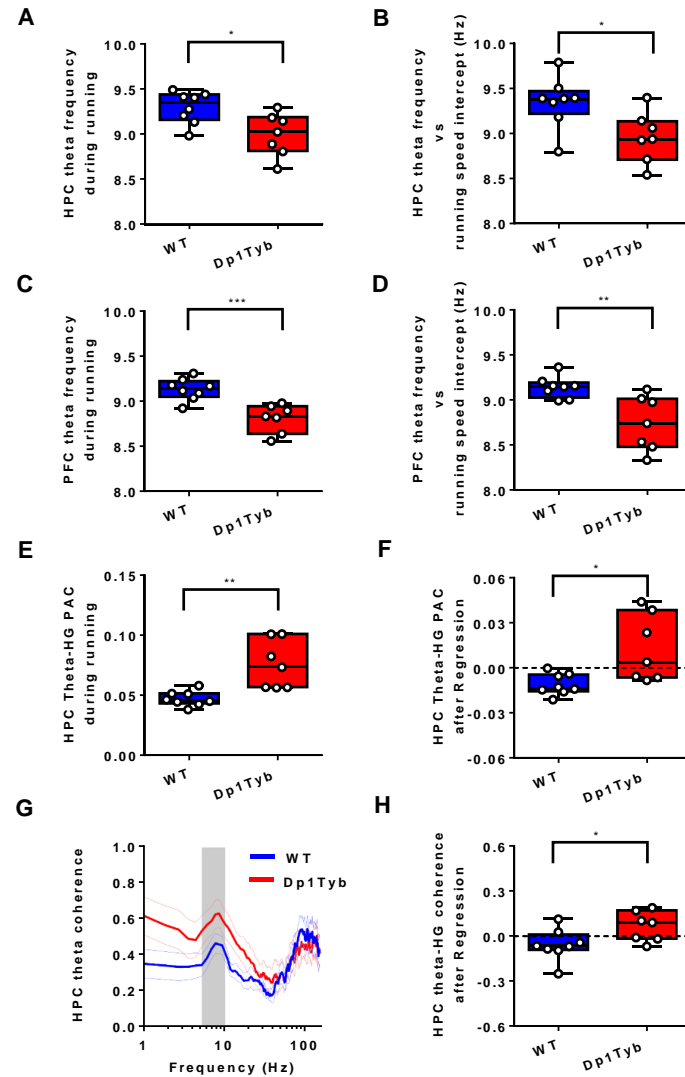 A
HPC theta frequency
during running
10.0
9.5
9.0
8.5
8.0
*
WT
Dp1Tyb
B
HPC theta frequency
vs
running speed intercept (Hz)
10.0
9.5
9.0
8.5
8.0
*
WT
Dp1Tyb
C
PFC theta frequency
during running
10.0
9.5
9.0
8.5
8.0
***
WT
Dp1Tyb
D
PFC theta frequency
vs
running speed intercept (Hz)
10.0
9.5
9.0
8.5
8.0
**
WT
Dp1Tyb
E
HPC Theta-HG PAC
during running
0.15
0.10
0.05
0.00
**
WT
Dp1Tyb
F
HPC Theta-HG PAC
after Regression
0.06
0.03
0.00
-0.03
-0.06
*
WT
Dp1Tyb
G
HPC theta coherence
1.0
0.8
0.6
0.4
0.2
0.0
WT
Dp1Tyb
1
10
100
Frequency (Hz)
H
HPC theta-HG coherence
after Regression
0.6
0.3
0.0
-0.3
-0.6
*
WT
Dp1Tyb